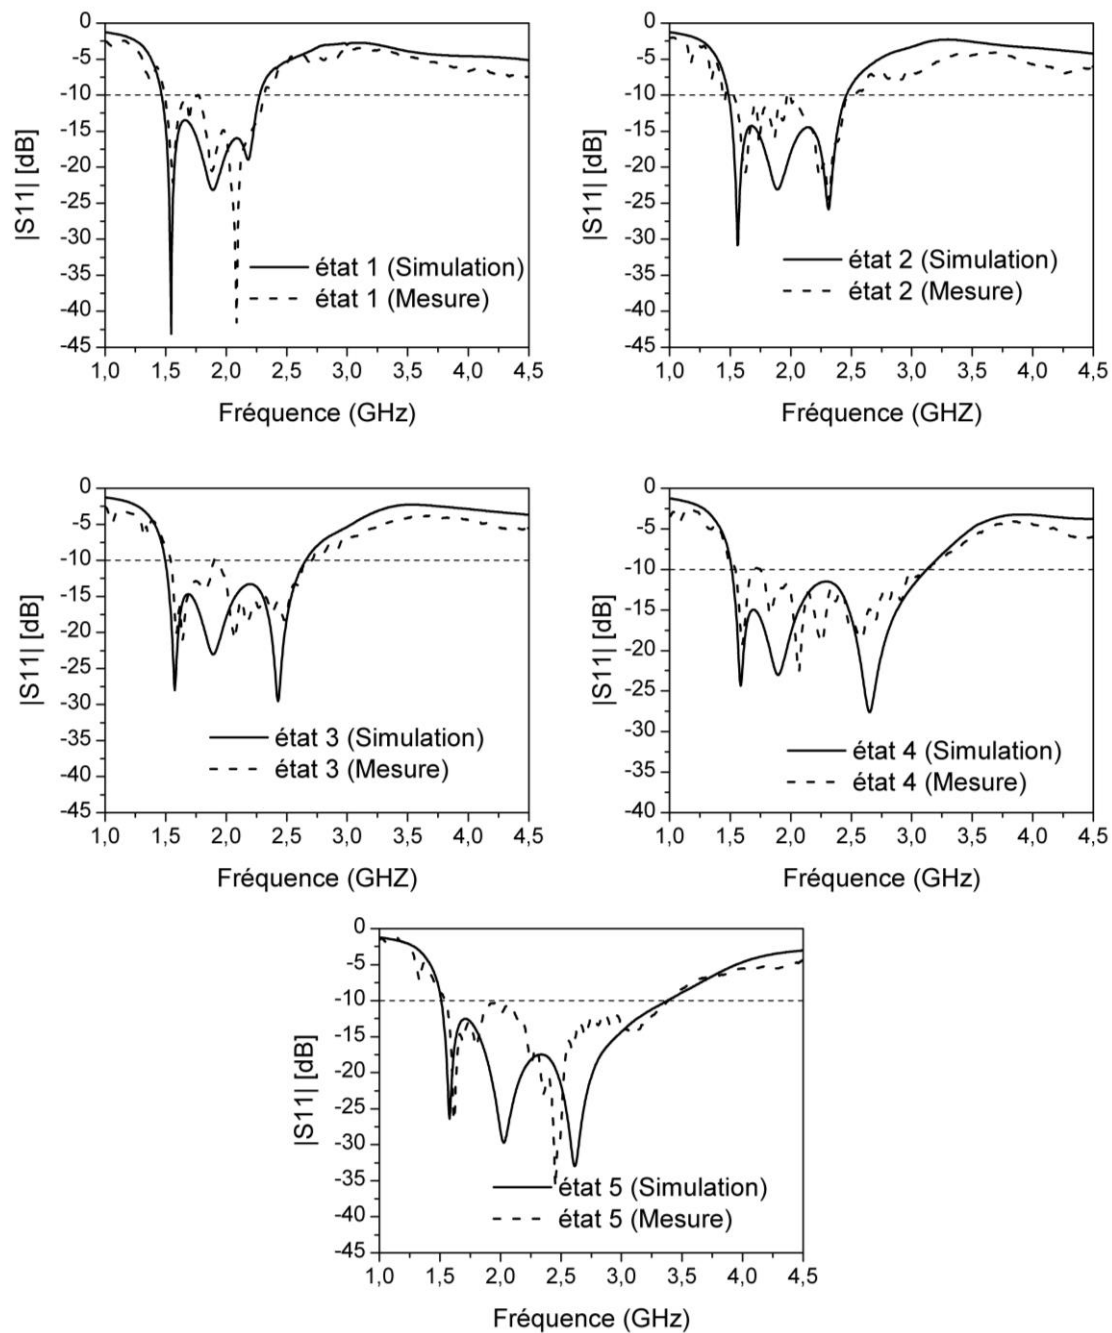 0
-5
-10
-15
-20
-25
-30
-35
-40
-45
|S11| [dB]
état 1 (Simulation)
état 1 (Mesure)
1,0 1,5 2,0 2,5 3,0 3,5 4,0 4,5
Fréquence (GHz)
0
-5
-10
-15
-20
-25
-30
-35
-40
-45
|S11| [dB]
état 2 (Simulation)
état 2 (Mesure)
1,0 1,5 2,0 2,5 3,0 3,5 4,0 4,5
Fréquence (GHZ)
0
-5
-10
-15
-20
-25
-30
-35
-40
-45
|S11| [dB]
état 3 (Simulation)
état 3 (Mesure)
1,0 1,5 2,0 2,5 3,0 3,5 4,0 4,5
Fréquence (GHZ)
0
-5
-10
-15
-20
-25
-30
-35
-40
|S11| [dB]
état 4 (Simulation)
état 4 (Mesure)
1,0 1,5 2,0 2,5 3,0 3,5 4,0 4,5
Fréquence (GHz)
0
-5
-10
-15
-20
-25
-30
-35
-40
-45
|S11| [dB]
état 5 (Simulation)
état 5 (Mesure)
1,0 1,5 2,0 2,5 3,0 3,5 4,0 4,5
Fréquence (GHz)